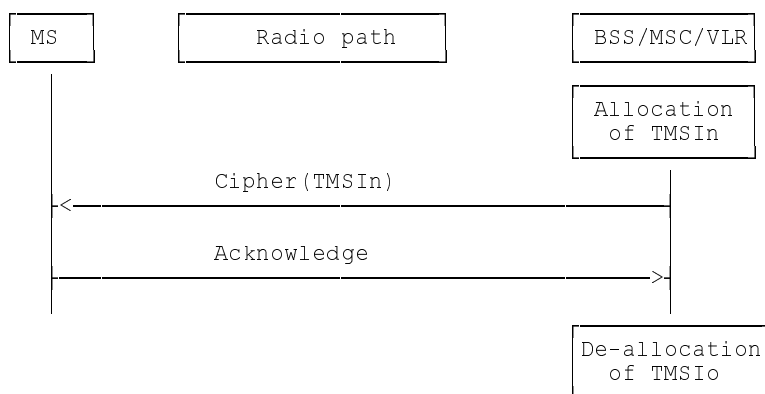 MS Radio path BSS/MSC/VLR
Allocation
of TMSIn
Cipher(TMSIn)
Acknowledge
De-allocation
of TMSIo